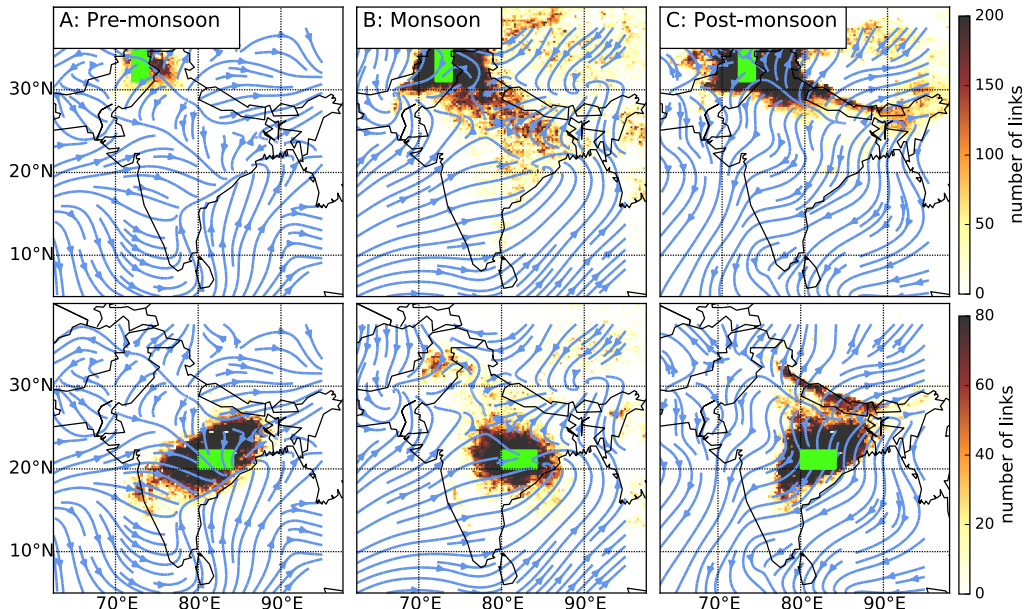 A: Pre-monsoon
B: Monsoon
C: Post-monsoon
200
150
100
50
0
number of links
30°N
20°N
10°N
80
60
40
20
0
number of links
30°N
20°N
10°N
70°E
80°E
90°E
70°E
80°E
90°E
70°E
80°E
90°E